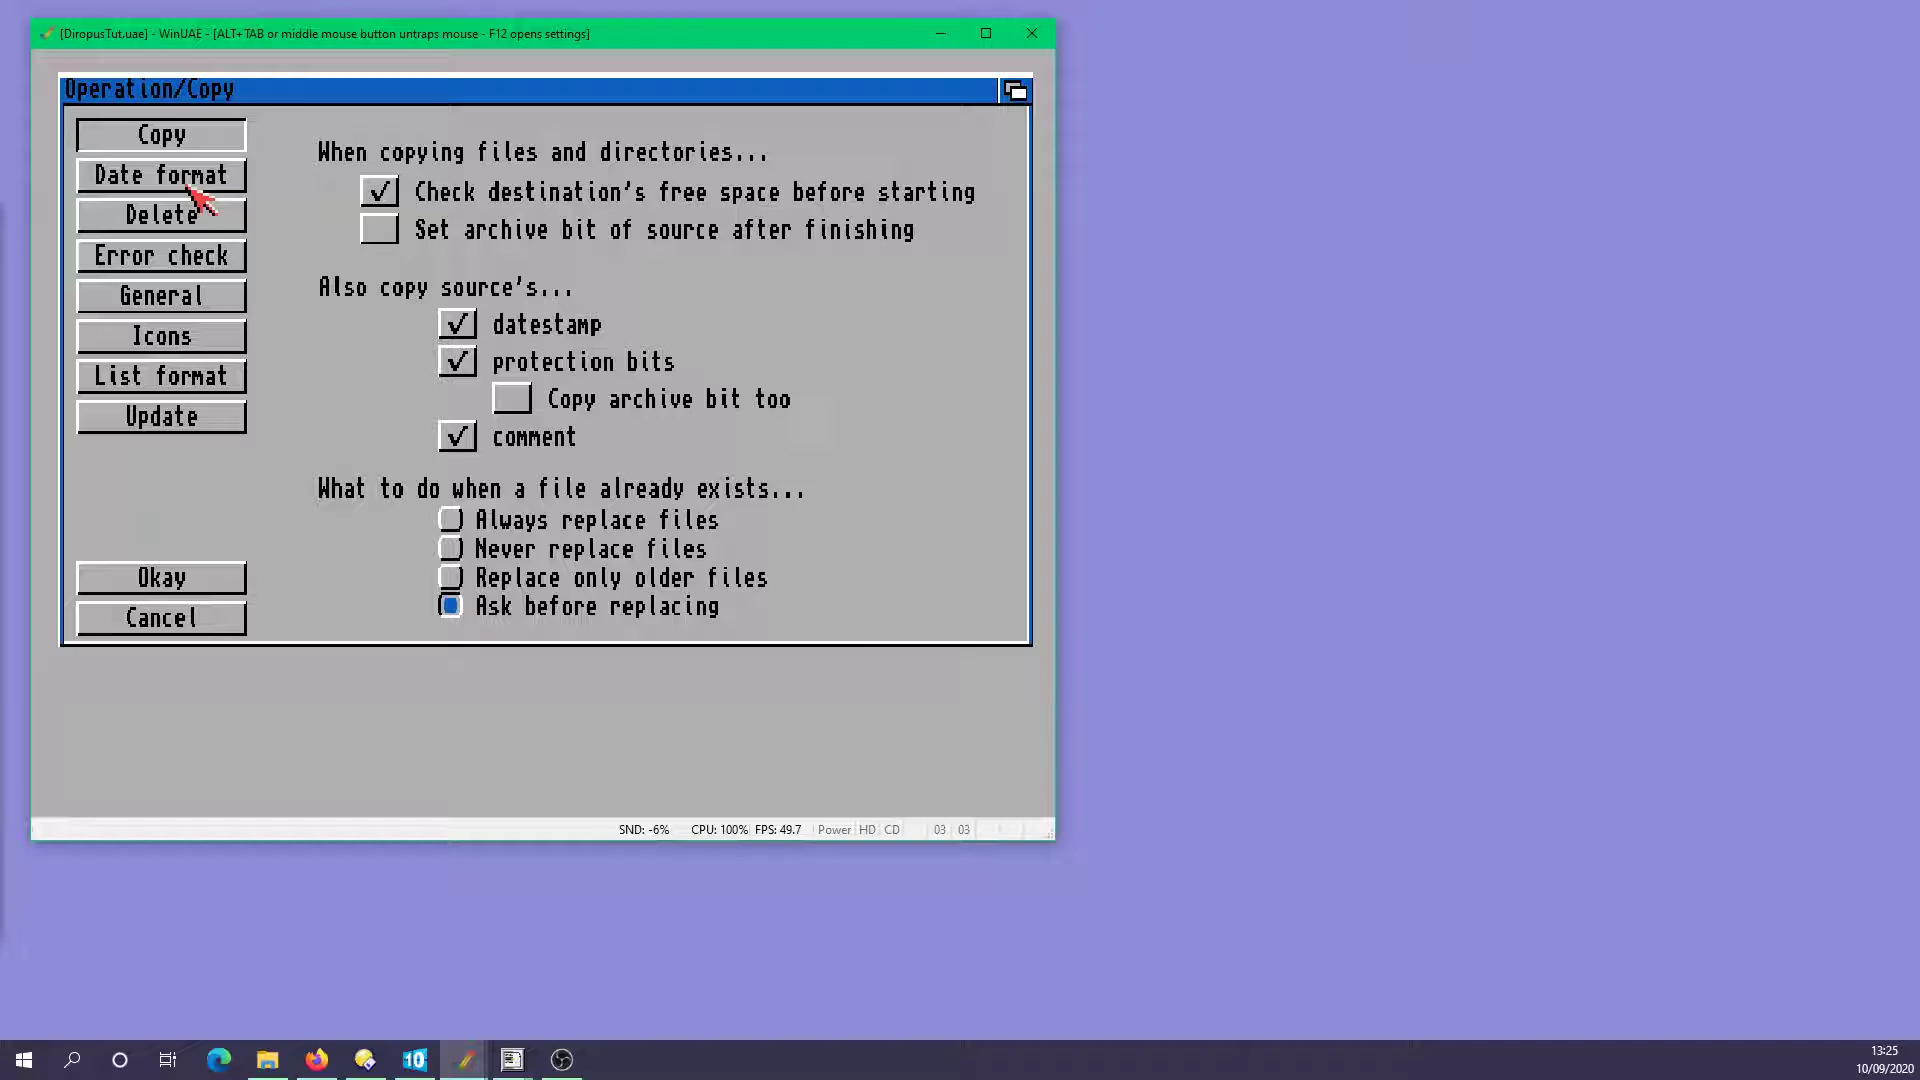 [DiropusTut.uae] - WinUAE - [ALT+TAB or middle mouse button untraps mouse - F12 opens settings]
Operation/Copy
Copy
Date format
Delete
Error check
General
Icons
List format
Update
Okay
Cancel
When copying files and directories...
Check destination's free space before starting
Set archive bit of source after finishing
Also copy source's...
datestamp
protection bits
Copy archive bit too
comment
What to do when a file already exists...
Always replace files
Never replace files
Replace only older files
Ask before replacing
SND: -6% CPU: 100% FPS: 49.7 Power HD CD 03 03
10
13:25
10/09/2020